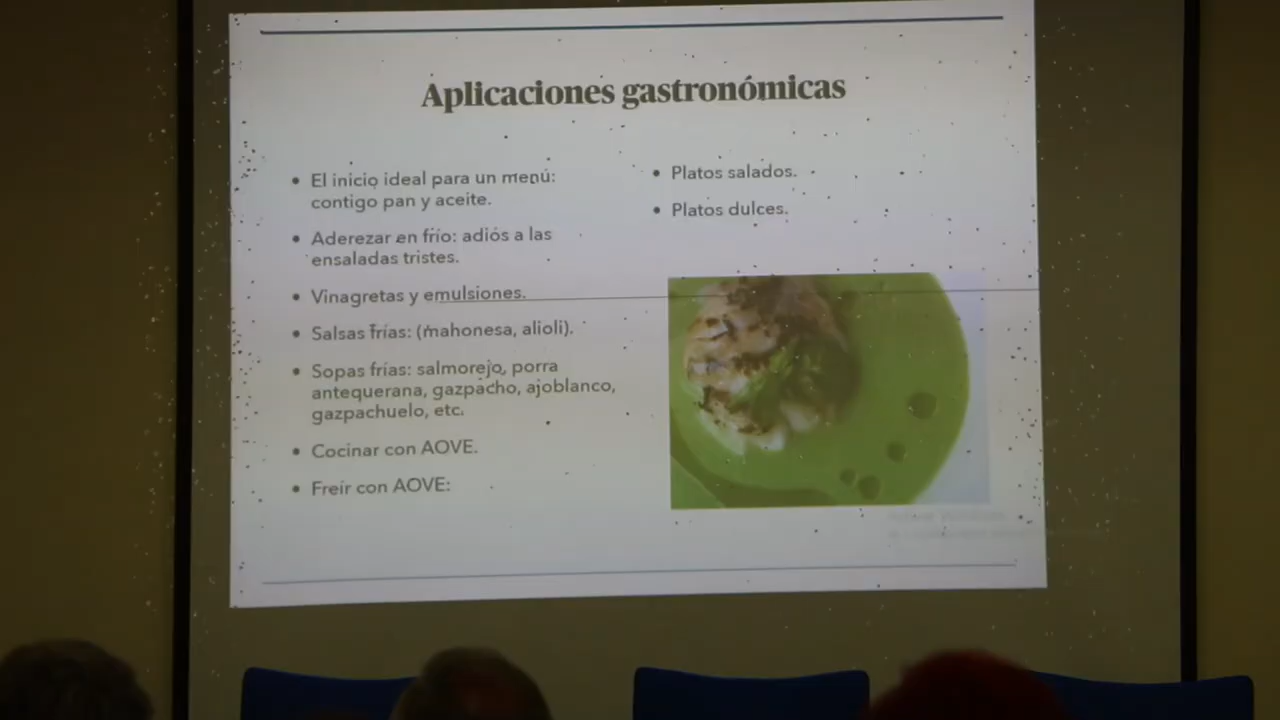 Aplicaciones gastronómicas
El inicio ideal para un menú:
contigo pan y aceite.
Aderezar en frío: adiós a las
ensaladas tristes.
Vinagretas y emulsiones.
Salsas frías: (mahonesa, alioli).
Sopas frías: salmorejo, porra
antequerana, gazpacho, ajoblanco,
gazpachuelo, etc.
Cocinar con AOVE.
Freír con AOVE:
Platos salados.
Platos dulces.